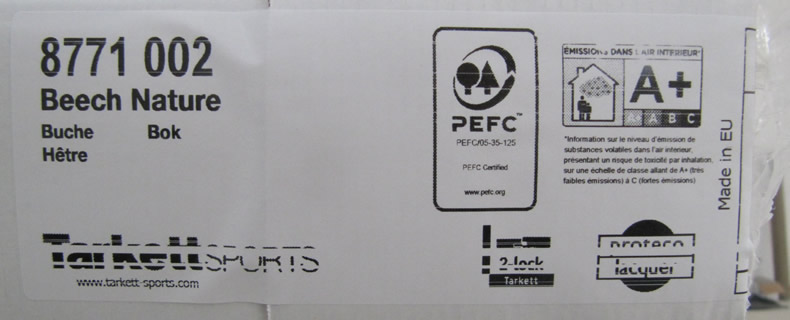 8771 002
Beech Nature
Buche Bok
Hêtre
Tarkett SPORTS
www.tarkett-sports.com
PEFC™
PEFC/05-35-125
PEFC Certified
www.pefc.org
ÉMISSIONS DANS L'AIR INTÉRIEUR*
A+
A+ A B C
*Information sur le niveau d'émission de
substances volatiles dans l'air intérieur,
présentant un risque de toxicité par inhalation,
sur une échelle de classe allant de A+ (très
faibles émissions) à C (fortes émissions)
2-lock
Tarkett
proteco
lacquer
Made in EU